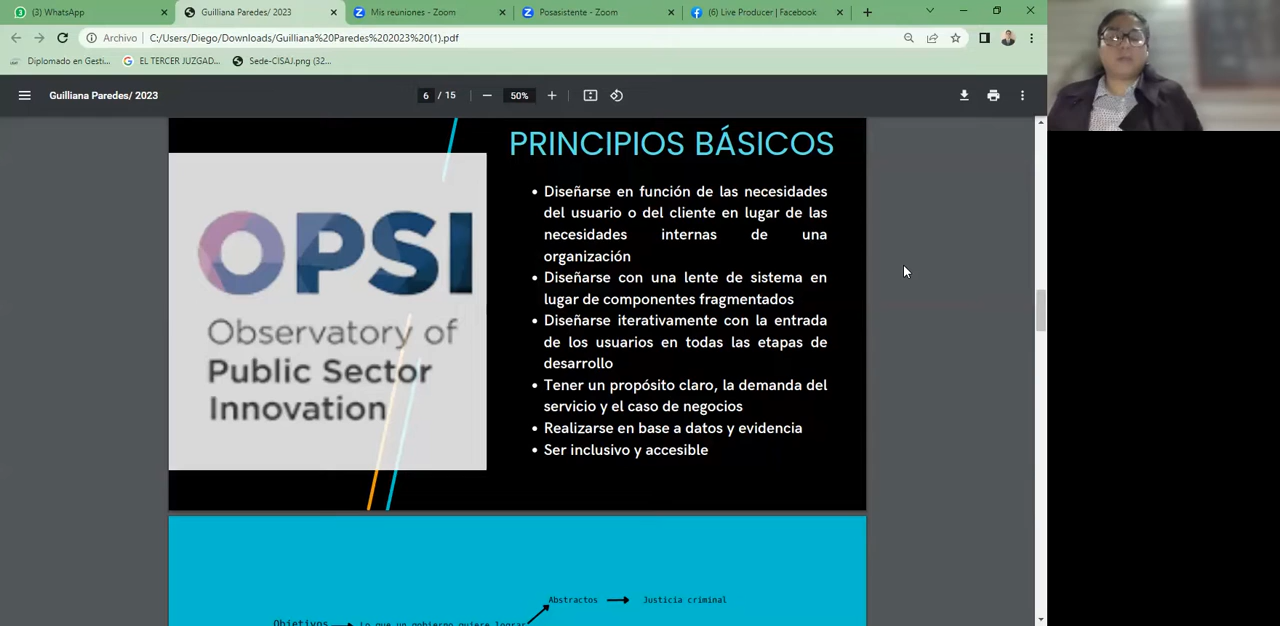 (3) WhatsApp
Guilliana Paredes/ 2023
Mis reuniones - Zoom
Posasistente - Zoom
(6) Live Producer | Facebook
Archivo
C:/Users/Diego/Downloads/Guilliana%20Paredes%202023%20(1).pdf
Diplomado en Gesti...
EL TERCER JUZGAD...
Sede-CISAJ.png (32...
Guilliana Paredes/ 2023
6 / 15
50%
PRINCIPIOS BÁSICOS
OPSI
Observatory of
Public Sector
Innovation
• Diseñarse en función de las necesidades
del usuario o del cliente en lugar de las
necesidades internas de una
organización
• Diseñarse con una lente de sistema en
lugar de componentes fragmentados
• Diseñarse iterativamente con la entrada
de los usuarios en todas las etapas de
desarrollo
• Tener un propósito claro, la demanda del
servicio y el caso de negocios
• Realizarse en base a datos y evidencia
• Ser inclusivo y accesible
Abstractos
Justicia criminal
Objetivos
Lo que un gobierno quiere lograr